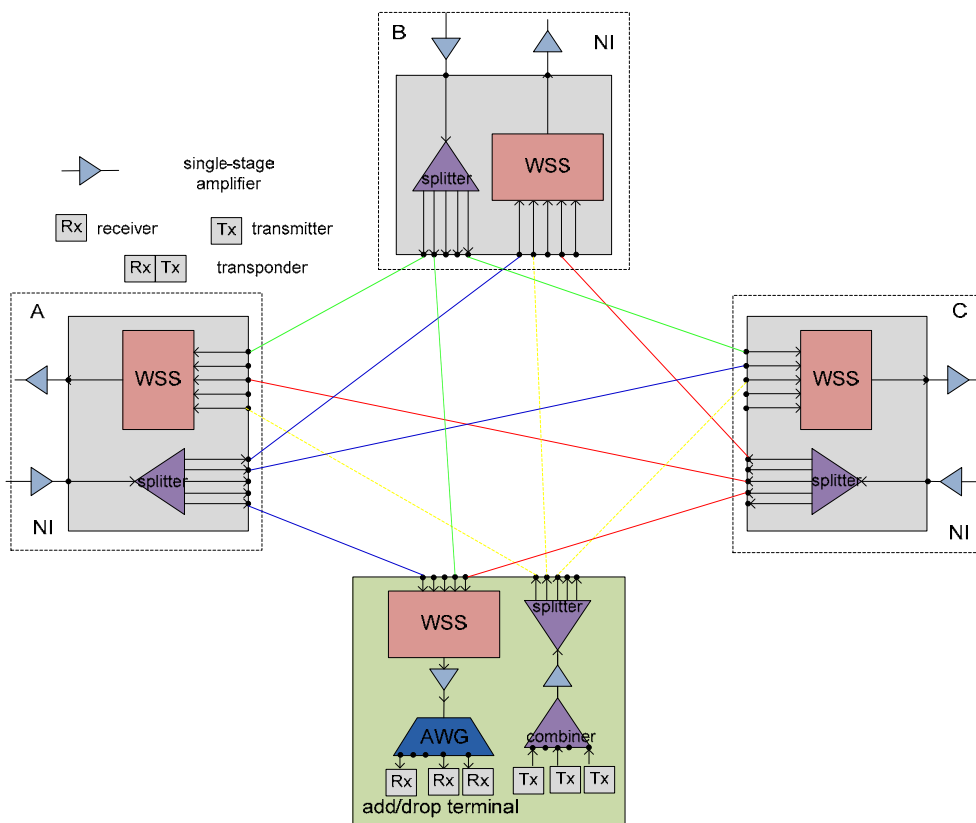 B
NI
WSS
splitter
single-stage
amplifier
Rx receiver
Tx transmitter
Rx Tx transponder
A
WSS
splitter
NI
C
WSS
splitter
NI
WSS
splitter
AWG
combiner
Rx Rx Rx
Tx Tx Tx
add/drop terminal